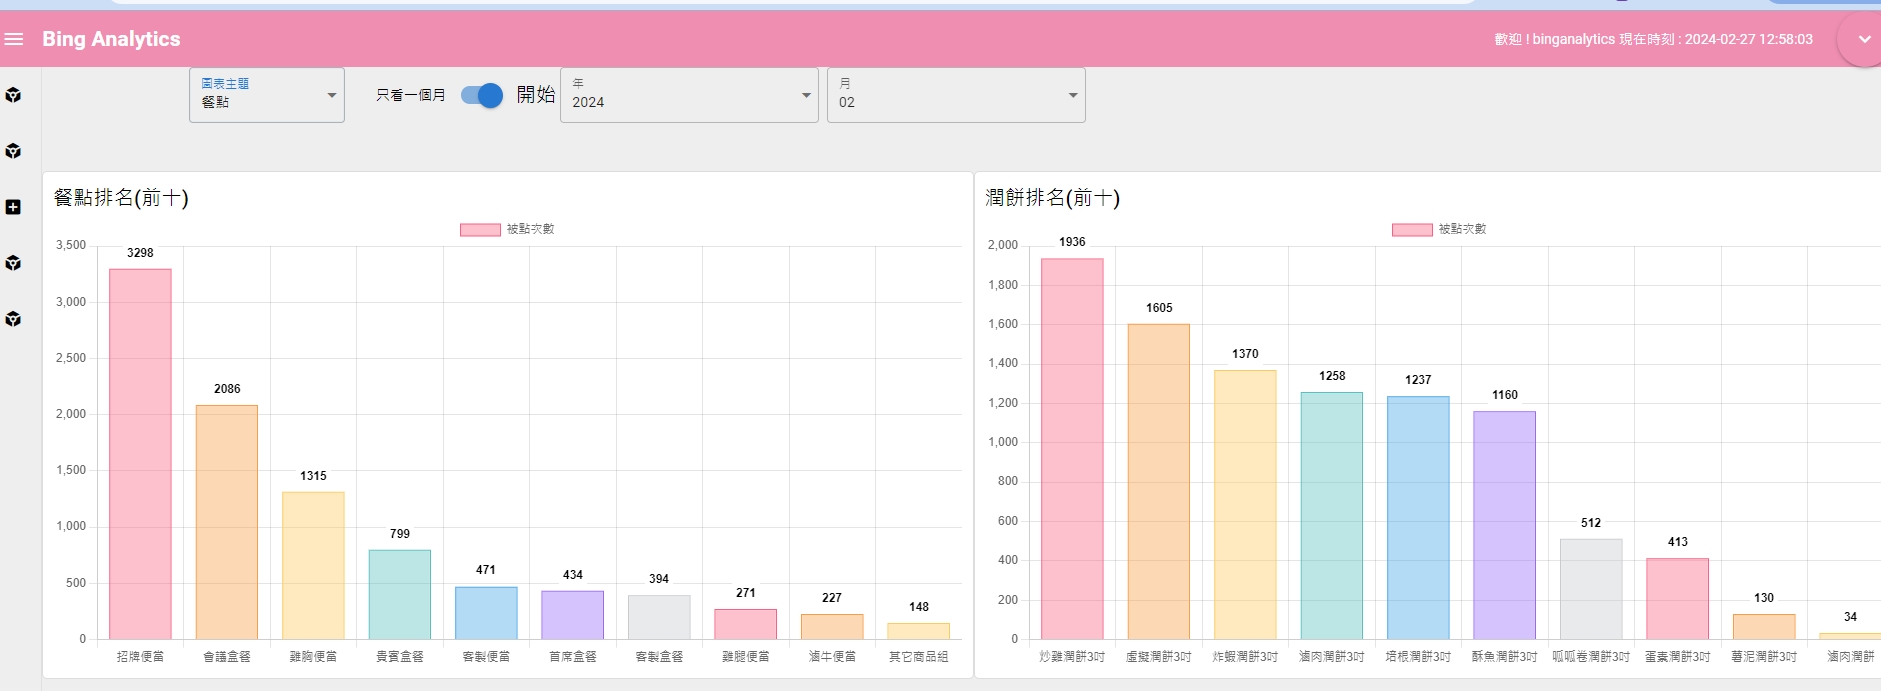 Bing Analytics
歡迎 ! binganalytics 現在時刻 : 2024-02-27 12:58:03
圖表主題
餐點
只看一個月
開始
年
2024
月
02
餐點排名(前十)
被點次數
3,500
3,000
2,500
2,000
1,500
1,000
500
0
3298
2086
1315
799
471
434
394
271
227
148
招牌便當
會議盒餐
雞胸便當
貴賓盒餐
客製便當
首席盒餐
客製盒餐
雞腿便當
滷牛便當
其它商品組
潤餅排名(前十)
被點次數
2,000
1,800
1,600
1,400
1,200
1,000
800
600
400
200
0
1936
1605
1370
1258
1237
1160
512
413
130
34
炒雞潤餅3吋
虛擬潤餅3吋
炸蝦潤餅3吋
滷肉潤餅3吋
培根潤餅3吋
酥魚潤餅3吋
呱呱卷潤餅3吋
蛋素潤餅3吋
薯泥潤餅3吋
滷肉潤餅